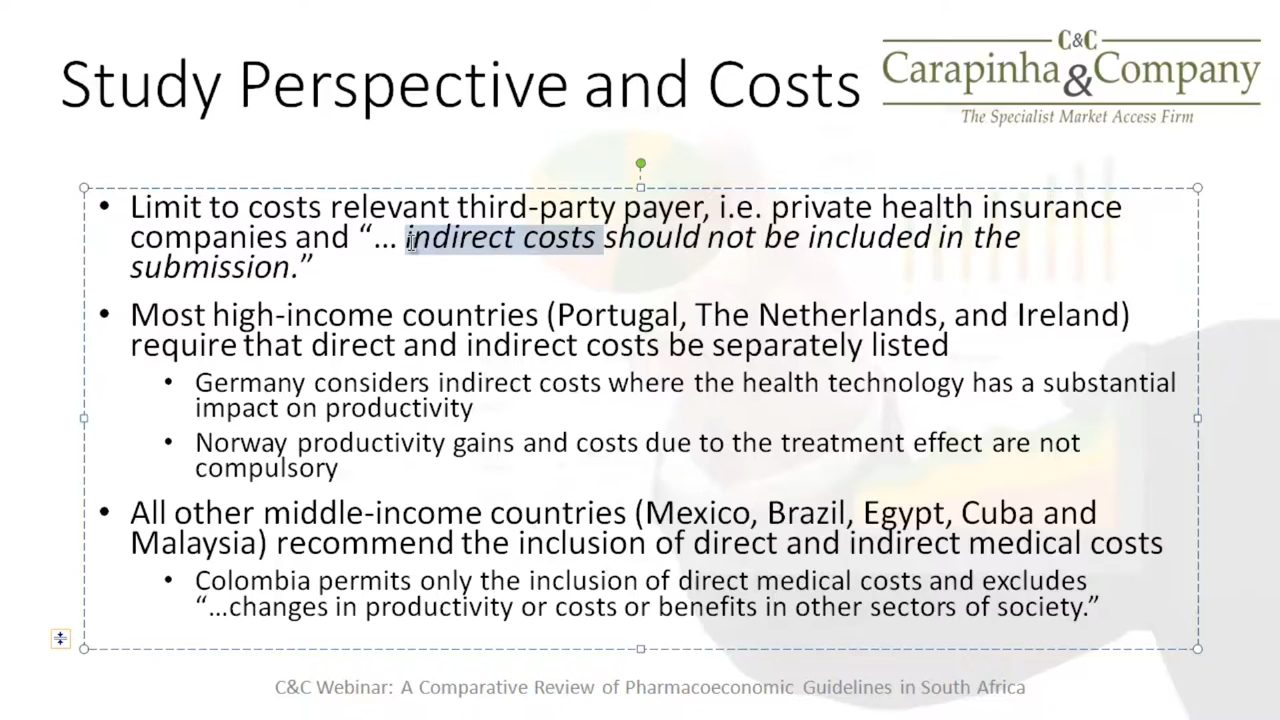 Study Perspective and Costs
C&C
Carapinha & Company
The Specialist Market Access Firm
• Limit to costs relevant third-party payer, i.e. private health insurance
companies and “… indirect costs should not be included in the
submission.”
• Most high-income countries (Portugal, The Netherlands, and Ireland)
require that direct and indirect costs be separately listed
• Germany considers indirect costs where the health technology has a substantial
impact on productivity
• Norway productivity gains and costs due to the treatment effect are not
compulsory
• All other middle-income countries (Mexico, Brazil, Egypt, Cuba and
Malaysia) recommend the inclusion of direct and indirect medical costs
• Colombia permits only the inclusion of direct medical costs and excludes
“…changes in productivity or costs or benefits in other sectors of society.”
C&C Webinar: A Comparative Review of Pharmacoeconomic Guidelines in South Africa